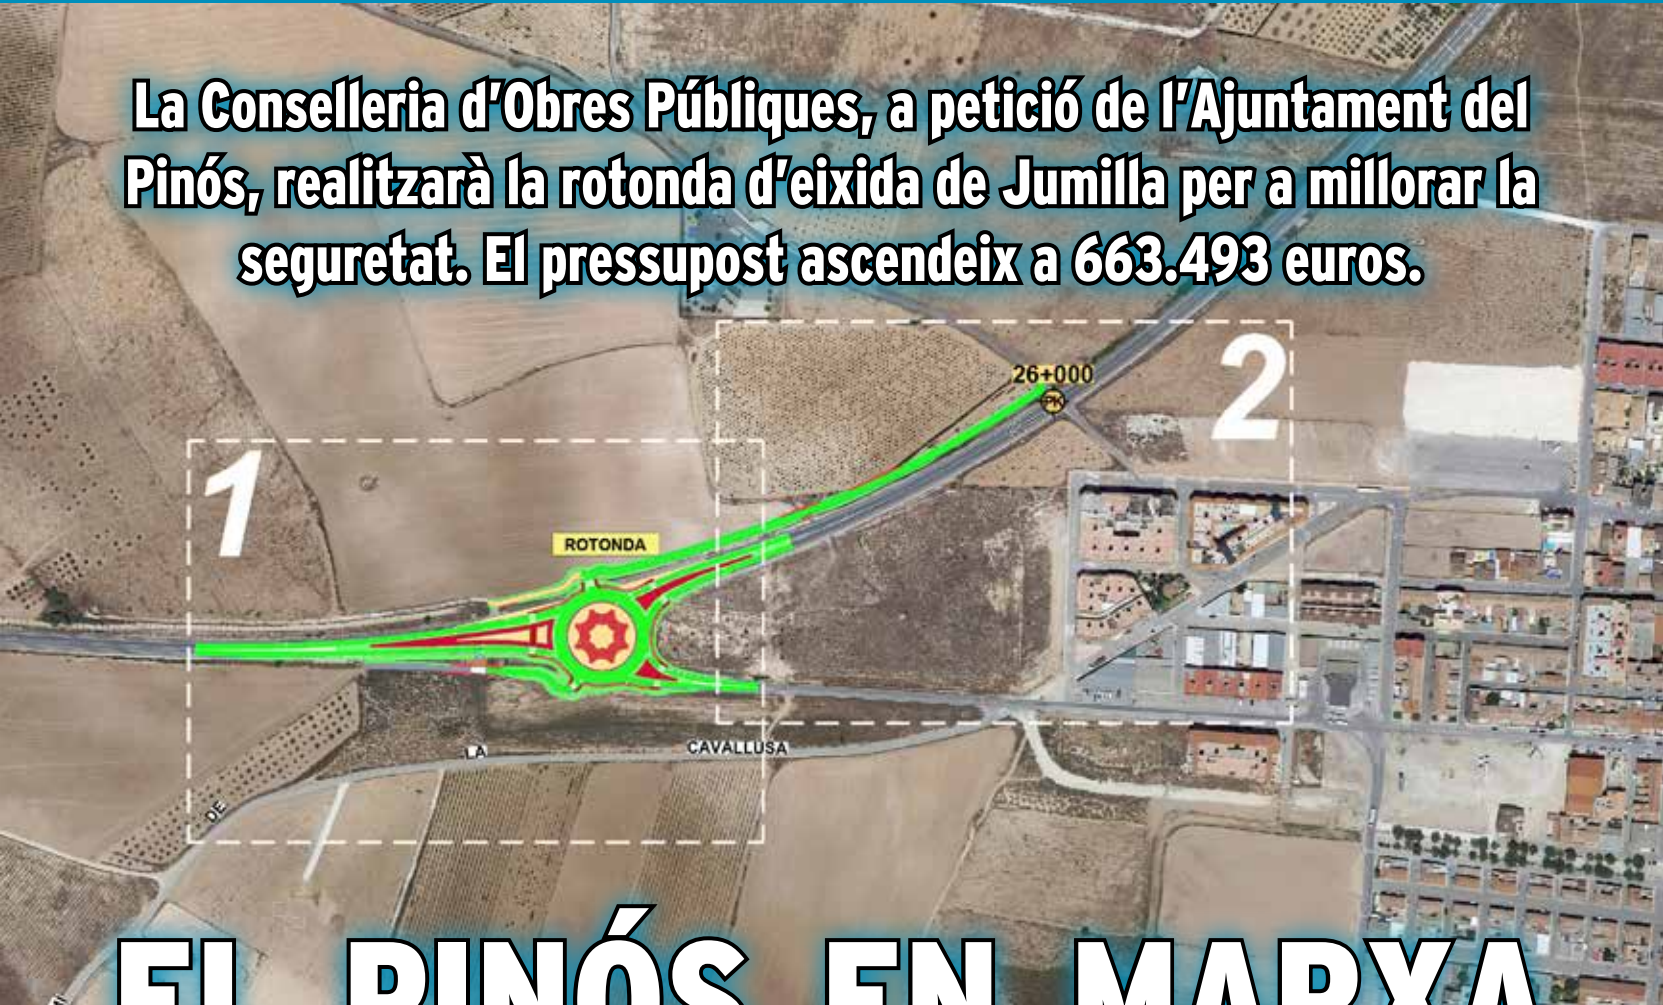 La Conselleria d'Obres Públiques, a petició de l'Ajuntament del
Pinós, realitzarà la rotonda d'eixida de Jumilla per a millorar la
seguretat. El pressupost ascendeix a 663.493 euros.
2
26+000
PK
1
ROTONDA
DE LA CAVALLUSA
EL PINÓS EN MARXA